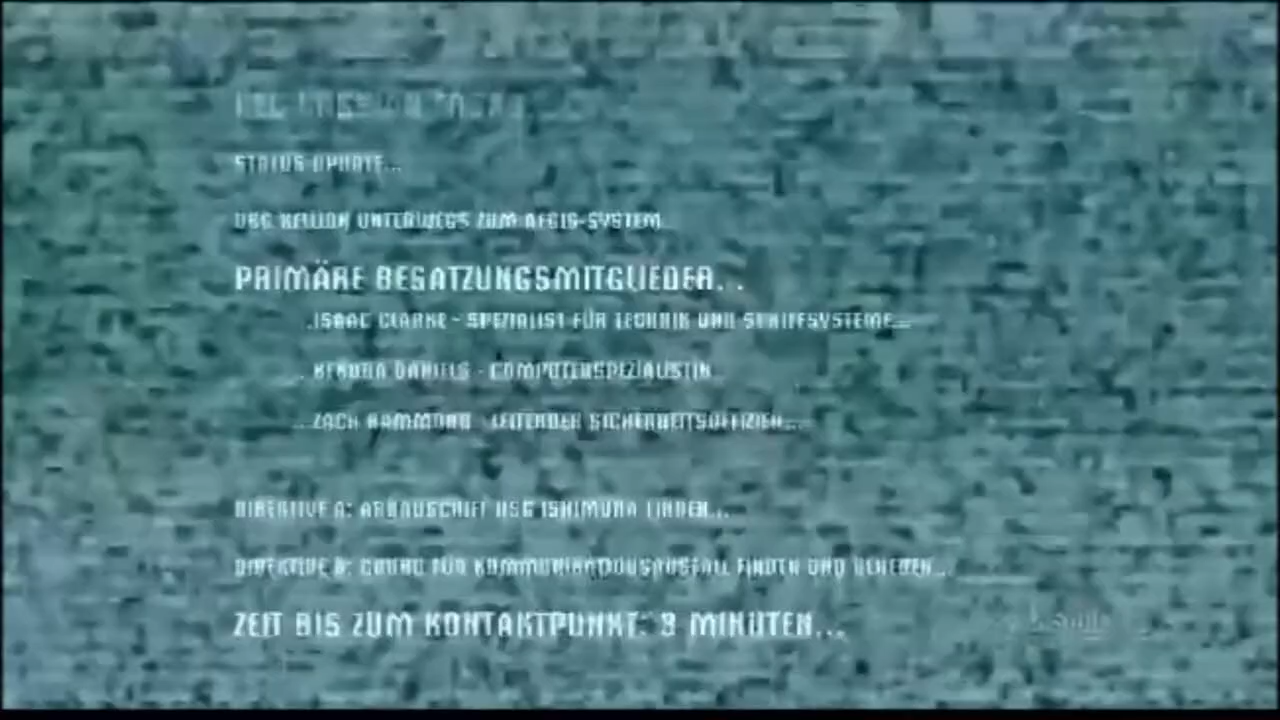 STATUS UPDATE...
USG KELLION UNTERWEGS ZUM AEGIS-SYSTEM
PRIMÄRE BESATZUNGSMITGLIEDER. .
.ISAAC CLARKE - SPEZIALIST FÜR TECHNIK UND SCHIFFSYSTEME...
. KENDRA DANIELS - COMPUTERSPEZIALISTIN
...ZACH HAMMOND - LEITENDER SICHERHEITSOFFIZIER....
DIREKTIVE A: ABBAUSCHIFF USG ISHIMURA FINDEN...
DIREKTIVE B: GRUND FÜR KOMMUNIKATIONSAUSFALL FINDEN UND BEHEBEN...
ZEIT BIS ZUM KONTAKTPUNKT: 3 MINUTEN...